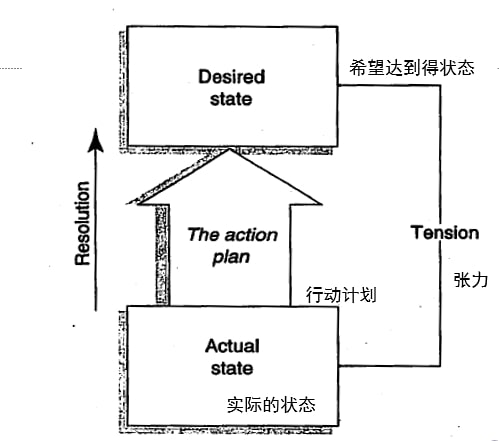 希望达到得状态
Desired
state
Resolution
The action
plan
Tension
张力
行动计划
Actual
state
实际的状态